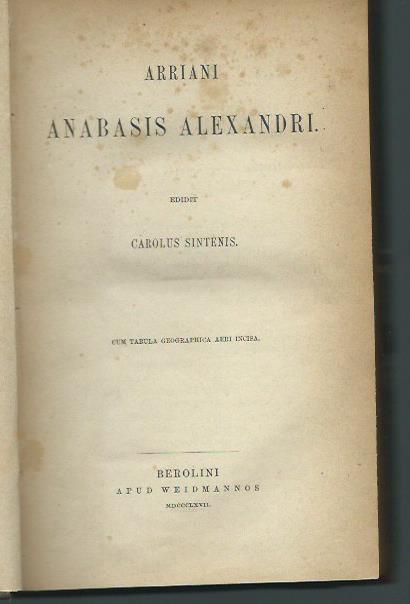 ARRIANI
ANABASIS ALEXANDRI.
EDIDIT
CAROLUS SINTENIS.
CUM TABULA GEOGRAPHICA AERI INCISA.
BEROLINI
APUD WEIDMANNOS
MDCCCLXVII.